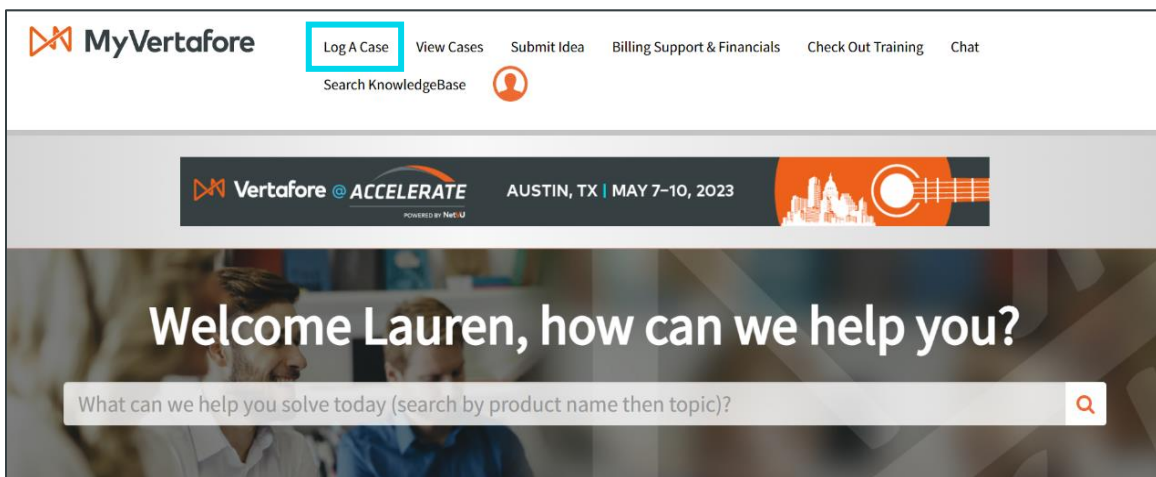 MyVertafore
Log A Case View Cases Submit Idea Billing Support & Financials Check Out Training Chat
Search KnowledgeBase
Vertafore @ ACCELERATE AUSTIN, TX | MAY 7–10, 2023
POWERED BY NetVU
Welcome Lauren, how can we help you?
What can we help you solve today (search by product name then topic)?